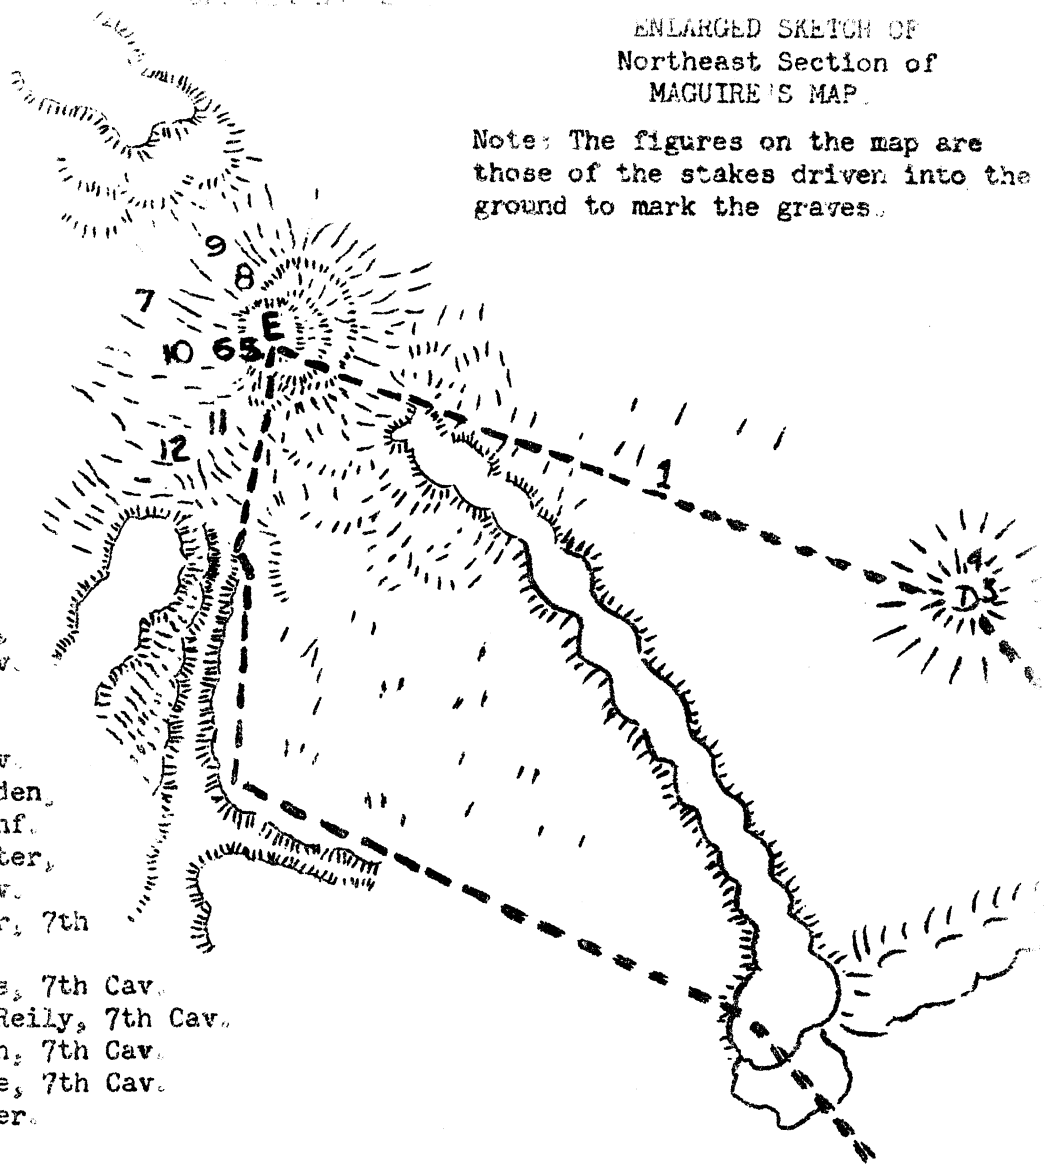 ENLARGED SKETCH OF
Northeast Section of
MAGUIRE'S MAP.
Note: The figures on the map are
those of the stakes driven into the
ground to mark the graves.
9
8
7
E
10 6 5
11
12
1
4
D 3
v.
v.
den,
nf.
ter,
v.
r, 7th
s, 7th Cav.
Reily, 7th Cav.
n, 7th Cav.
e, 7th Cav.
er.